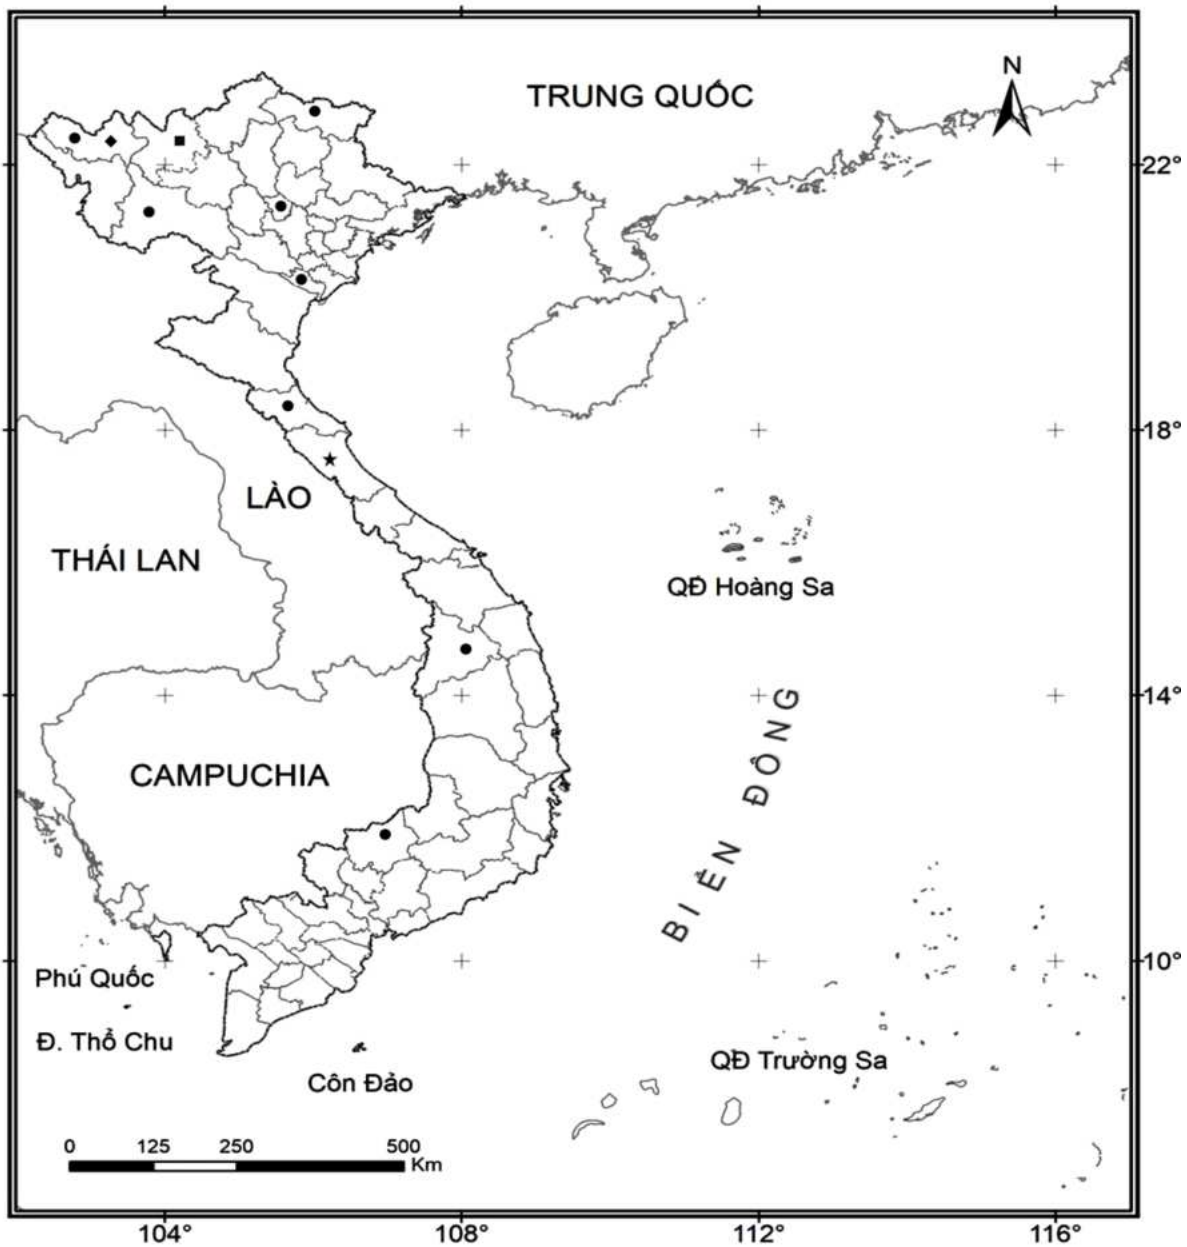 N
TRUNG QUỐC
22°
18°
LÀO
THÁI LAN
QĐ Hoàng Sa
14°
CAMPUCHIA
BIỂN ĐÔNG
10°
Phú Quốc
Đ. Thổ Chu
QĐ Trường Sa
Côn Đảo
0 125 250 500
Km
104° 108° 112° 116°